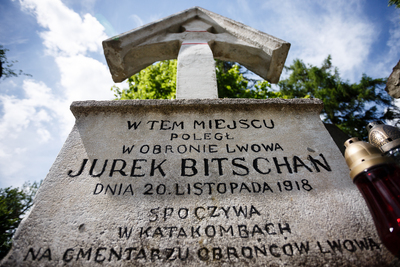 W TEM MIEJSCU
POLEGŁ
W OBRONIE LWOWA
JUREK BITSCHAN
DNIA 20. LISTOPADA 1918
SPOCZYWA
W KATAKOMBACH
NA CMENTARZU OBROŃCÓW LWOWA